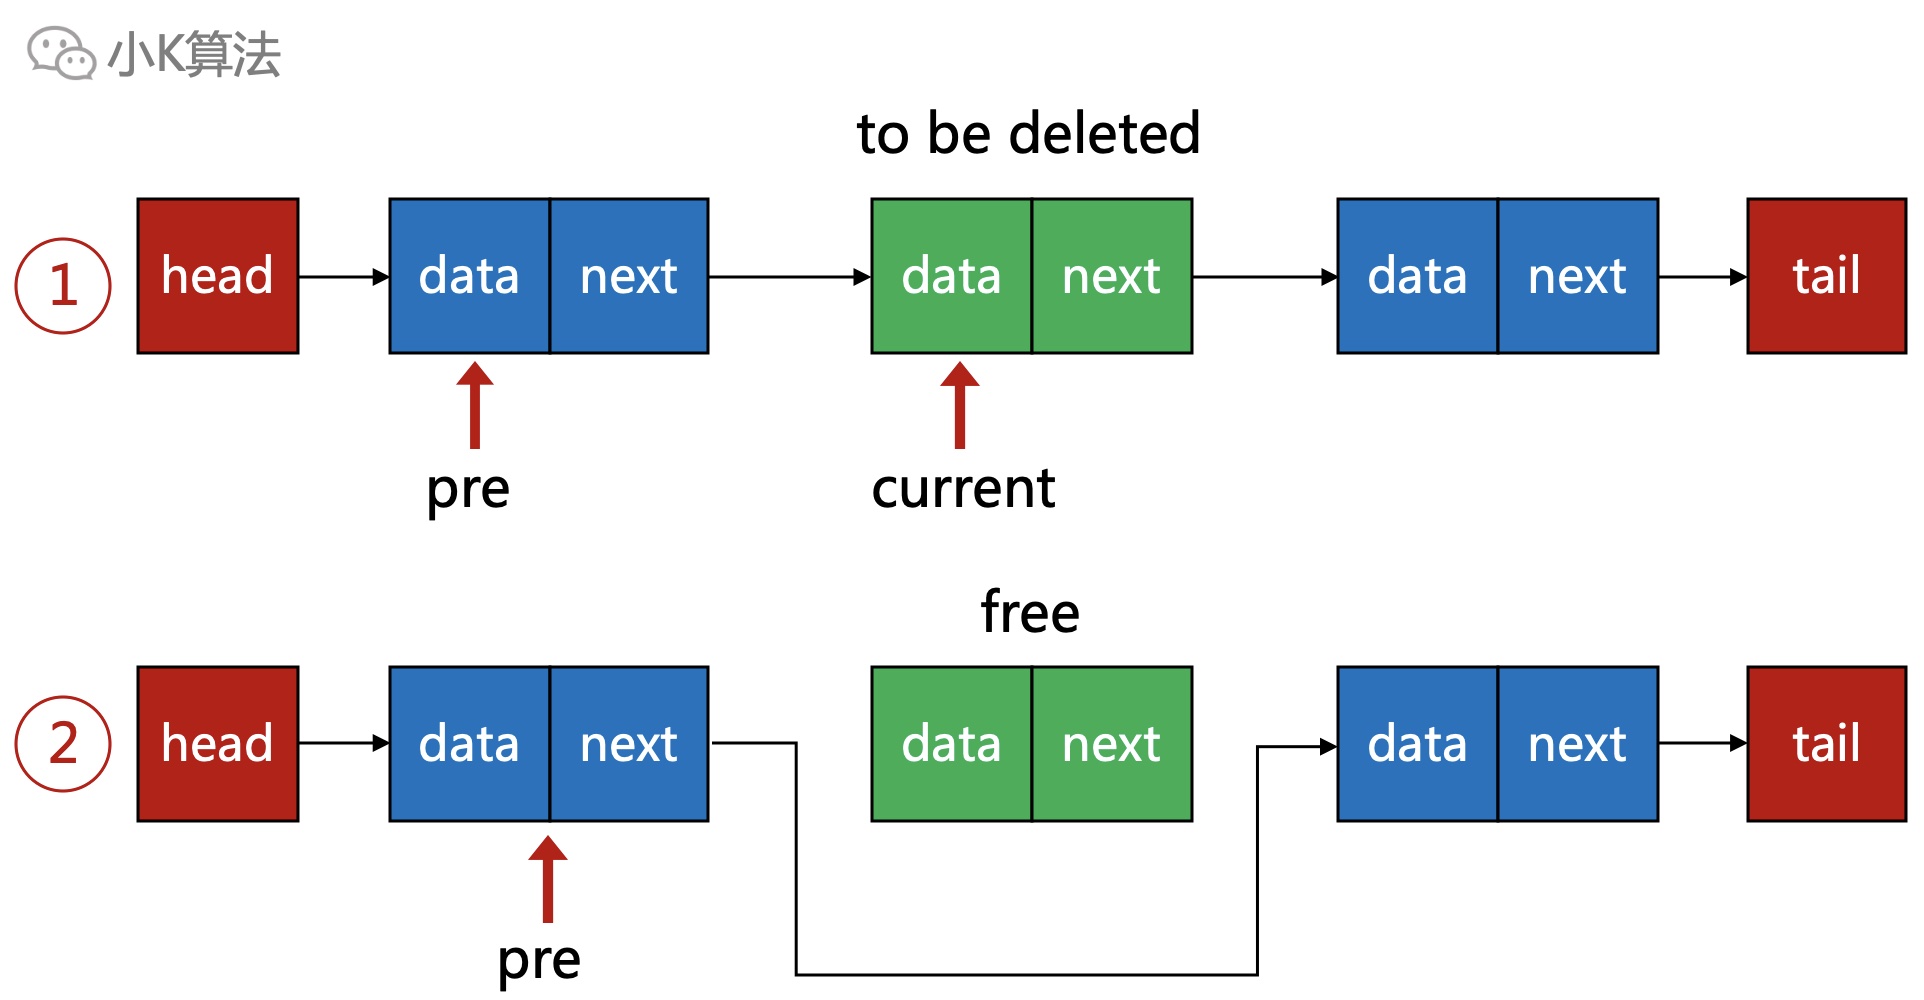 小K算法
to be deleted
1 head data next data next data next tail
pre current
free
2 head data next data next data next tail
pre